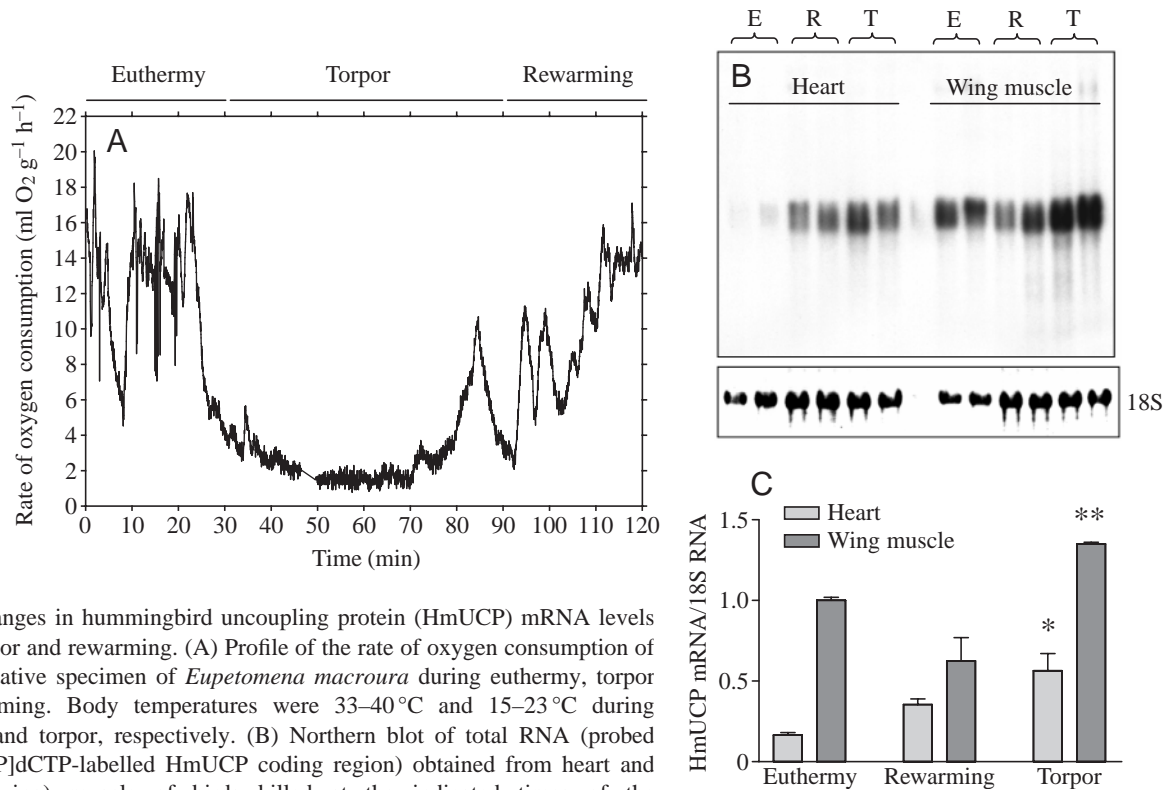 Euthermy Torpor Rewarming
A
Rate of oxygen consumption (ml O2 g–1 h–1)
22
20
18
16
14
12
10
8
6
4
2
0
0 10 20 30 40 50 60 70 80 90 100 110 120
Time (min)
E R T E R T
B
Heart Wing muscle
18S
C
HmUCP mRNA/18S RNA
Heart
Wing muscle
1.5
1.0
0.5
0
*
**
Euthermy Rewarming Torpor
anges in hummingbird uncoupling protein (HmUCP) mRNA levels
or and rewarming. (A) Profile of the rate of oxygen consumption of
ative specimen of Eupetomena macroura during euthermy, torpor
ming. Body temperatures were 33–40 °C and 15–23 °C during
and torpor, respectively. (B) Northern blot of total RNA (probed
P]dCTP-labelled HmUCP coding region) obtained from heart and